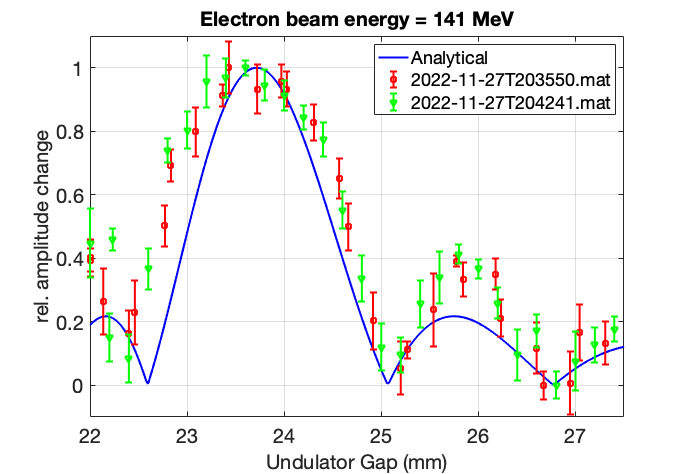 Electron beam energy = 141 MeV
Analytical
2022-11-27T203550.mat
2022-11-27T204241.mat
rel. amplitude change
1
0.8
0.6
0.4
0.2
0
22 23 24 25 26 27
Undulator Gap (mm)